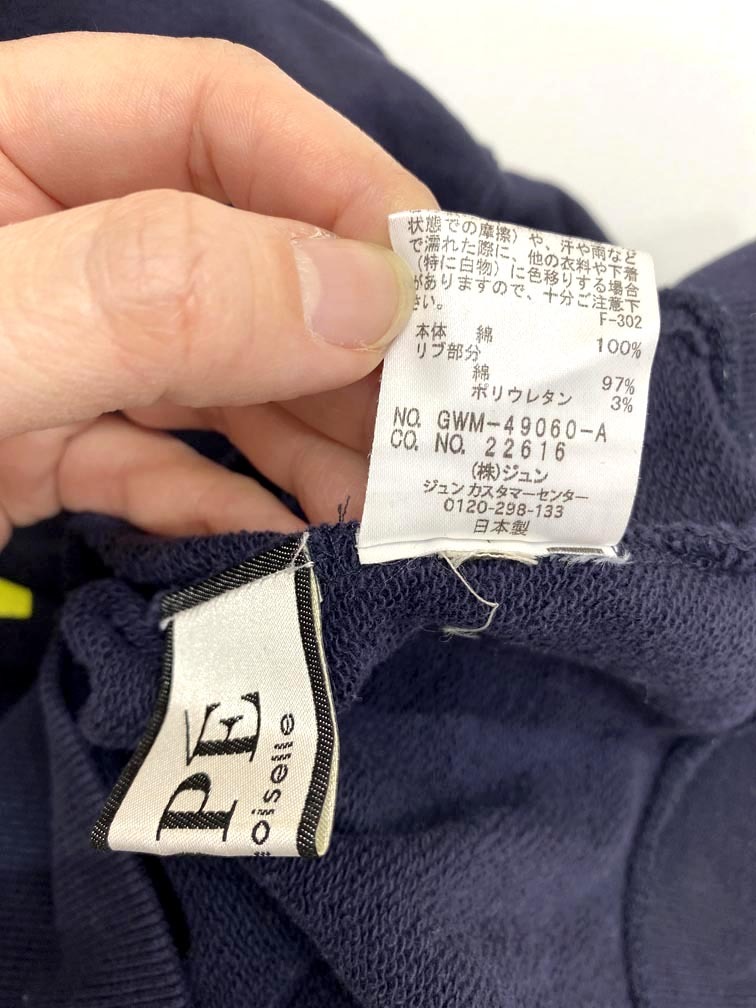 状態での摩擦）や、汗や雨など
で濡れた際に、他の衣料や下着
（特に白物）に色移りする場合
がありますので、十分ご注意下
さい。
F-302
本体 綿 100%
リブ部分
綿 97%
ポリウレタン 3%
NO. GWM-49060-A
CO. NO. 22616
(株)ジュン
ジュンカスタマーセンター
0120-298-133
日本製
PE
oiselle